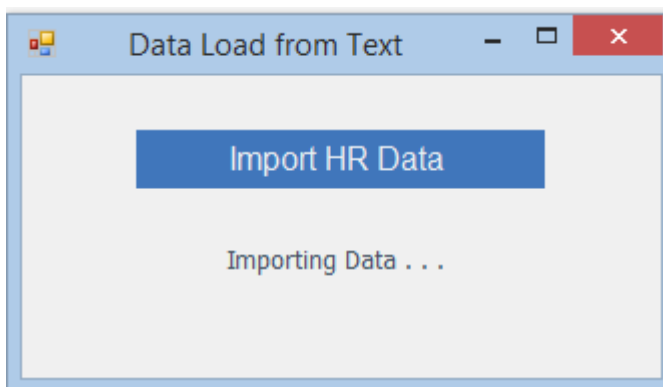 Data Load from Text
Import HR Data
Importing Data . . .